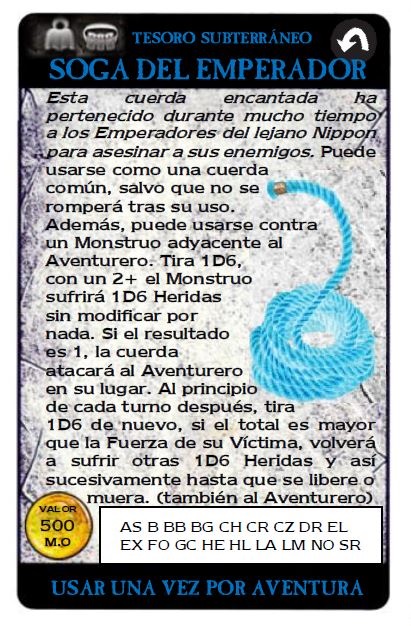 TESORO SUBTERRÁNEO
SOGA DEL EMPERADOR
Esta cuerda encantada ha
pertenecido durante mucho tiempo
a los Emperadores del lejano Nippon
para asesinar a sus enemigos. Puede
usarse como una cuerda
común, salvo que no se
romperá tras su uso.
Además, puede usarse contra
un Monstruo adyacente al
Aventurero. Tira 1D6,
con un 2+ el Monstruo
sufrirá 1D6 Heridas
sin modificar por
nada. Si el resultado
es 1, la cuerda
atacará al Aventurero
en su lugar. Al principio
de cada turno después, tira
1D6 de nuevo, si el total es mayor
que la Fuerza de su Víctima, volverá
a sufrir otras 1D6 Heridas y así
sucesivamente hasta que se libere o
muera. (también al Aventurero)
VALOR
500
M.O
AS B BB BG CH CR CZ DR EL
EX FO GC HE HL LA LM NO SR
USAR UNA VEZ POR AVENTURA